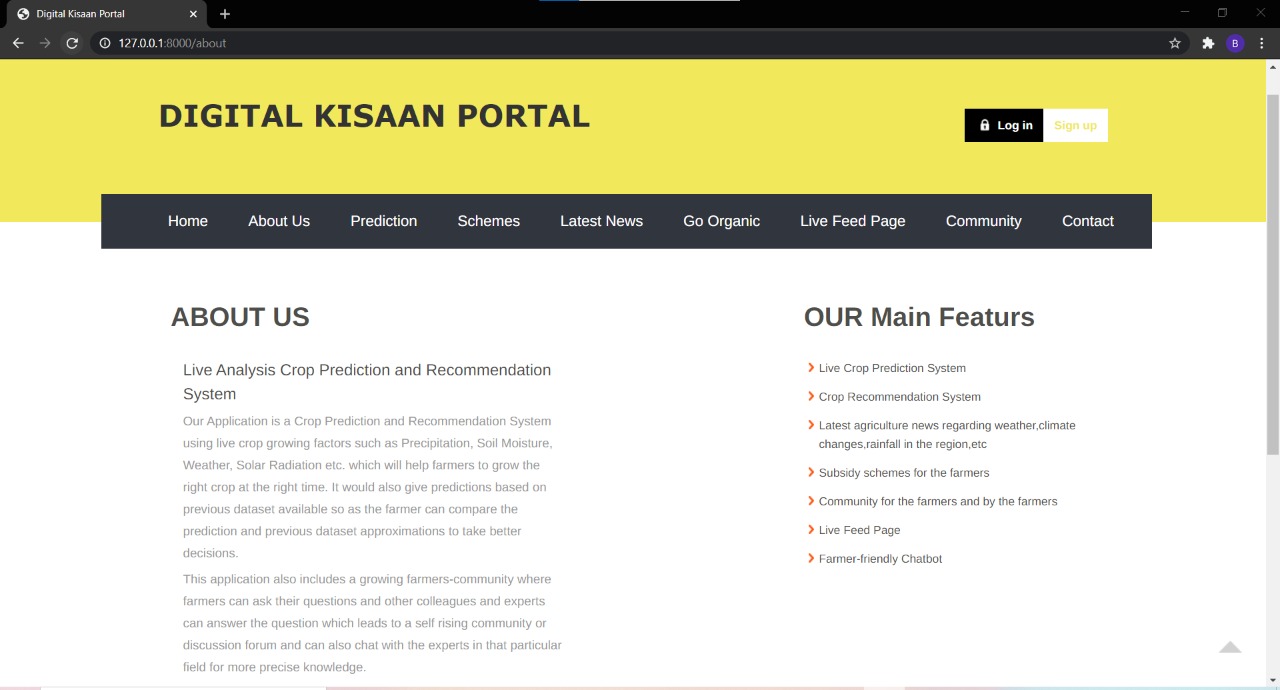 Digital Kisaan Portal
127.0.0.1:8000/about
B
DIGITAL KISAAN PORTAL
Log in
Sign up
Home About Us Prediction Schemes Latest News Go Organic Live Feed Page Community Contact
ABOUT US
Live Analysis Crop Prediction and Recommendation
System
Our Application is a Crop Prediction and Recommendation System
using live crop growing factors such as Precipitation, Soil Moisture,
Weather, Solar Radiation etc. which will help farmers to grow the
right crop at the right time. It would also give predictions based on
previous dataset available so as the farmer can compare the
prediction and previous dataset approximations to take better
decisions.
This application also includes a growing farmers-community where
farmers can ask their questions and other colleagues and experts
can answer the question which leads to a self rising community or
discussion forum and can also chat with the experts in that particular
field for more precise knowledge.
OUR Main Featurs
Live Crop Prediction System
Crop Recommendation System
Latest agriculture news regarding weather,climate
changes,rainfall in the region,etc
Subsidy schemes for the farmers
Community for the farmers and by the farmers
Live Feed Page
Farmer-friendly Chatbot